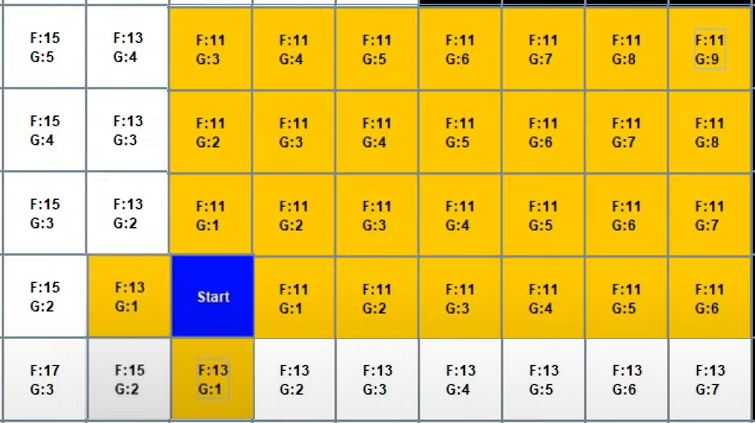 F:15 F:13 F:11 F:11 F:11 F:11 F:11 F:11 F:11
G:5 G:4 G:3 G:4 G:5 G:6 G:7 G:8 G:9
F:15 F:13 F:11 F:11 F:11 F:11 F:11 F:11 F:11
G:4 G:3 G:2 G:3 G:4 G:5 G:6 G:7 G:8
F:15 F:13 F:11 F:11 F:11 F:11 F:11 F:11 F:11
G:3 G:2 G:1 G:2 G:3 G:4 G:5 G:6 G:7
F:15 F:13 Start F:11 F:11 F:11 F:11 F:11 F:11
G:2 G:1 G:1 G:2 G:3 G:4 G:5 G:6
F:17 F:15 F:13 F:13 F:13 F:13 F:13 F:13 F:13
G:3 G:2 G:1 G:2 G:3 G:4 G:5 G:6 G:7